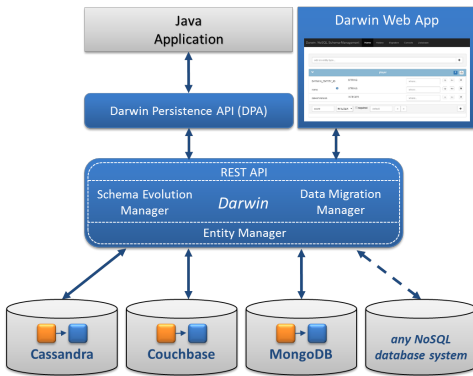 Java
Application
Darwin Web App
Darwin Persistence API (DPA)
REST API
Schema Evolution
Manager
Darwin
Data Migration
Manager
Entity Manager
Cassandra
Couchbase
MongoDB
any NoSQL
database system